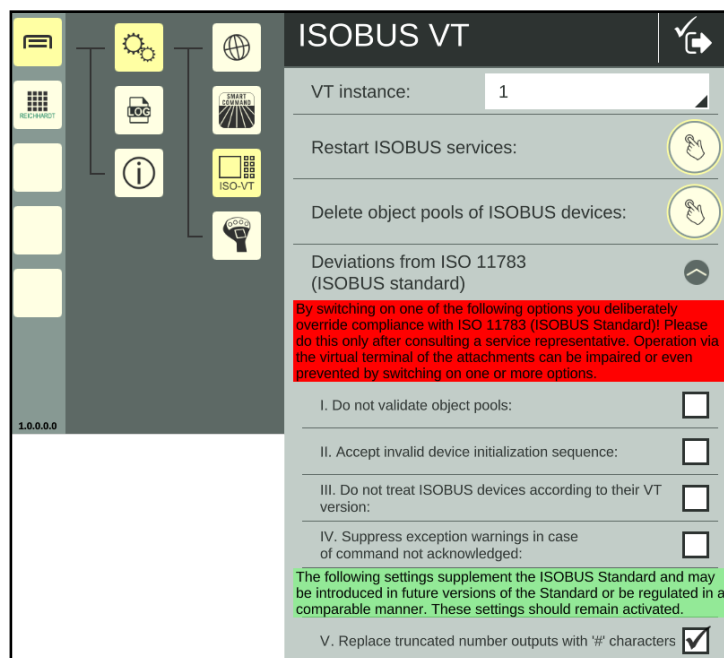 ISOBUS VT
VT instance:
1
REICHHARDT
LOG
SMART
COMMAND
ISO-VT
Restart ISOBUS services:
Delete object pools of ISOBUS devices:
Deviations from ISO 11783
(ISOBUS standard)
By switching on one of the following options you deliberately
override compliance with ISO 11783 (ISOBUS Standard)! Please
do this only after consulting a service representative. Operation via
the virtual terminal of the attachments can be impaired or even
prevented by switching on one or more options.
I. Do not validate object pools:
1.0.0.0.0
II. Accept invalid device initialization sequence:
III. Do not treat ISOBUS devices according to their VT
version:
IV. Suppress exception warnings in case
of command not acknowledged:
The following settings supplement the ISOBUS Standard and may
be introduced in future versions of the Standard or be regulated in a
comparable manner. These settings should remain activated.
V. Replace truncated number outputs with '#' characters